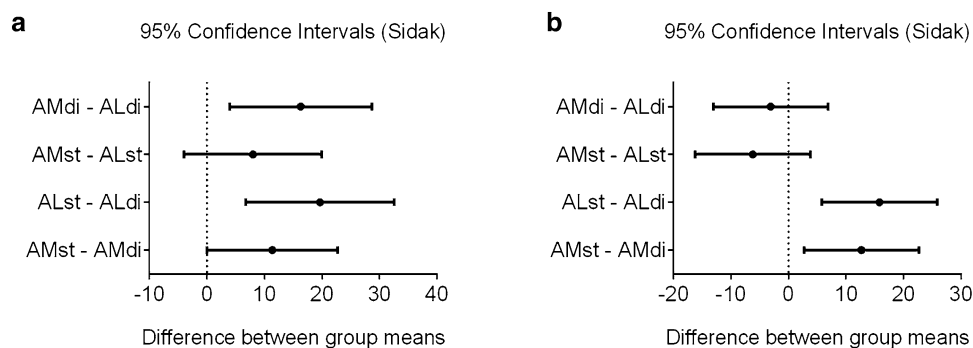 a
95% Confidence Intervals (Sidak)
AMdi - ALdi
AMst - ALst
ALst - ALdi
AMst - AMdi
-10 0 10 20 30 40
Difference between group means
b
95% Confidence Intervals (Sidak)
AMdi - ALdi
AMst - ALst
ALst - ALdi
AMst - AMdi
-20 -10 0 10 20 30
Difference between group means